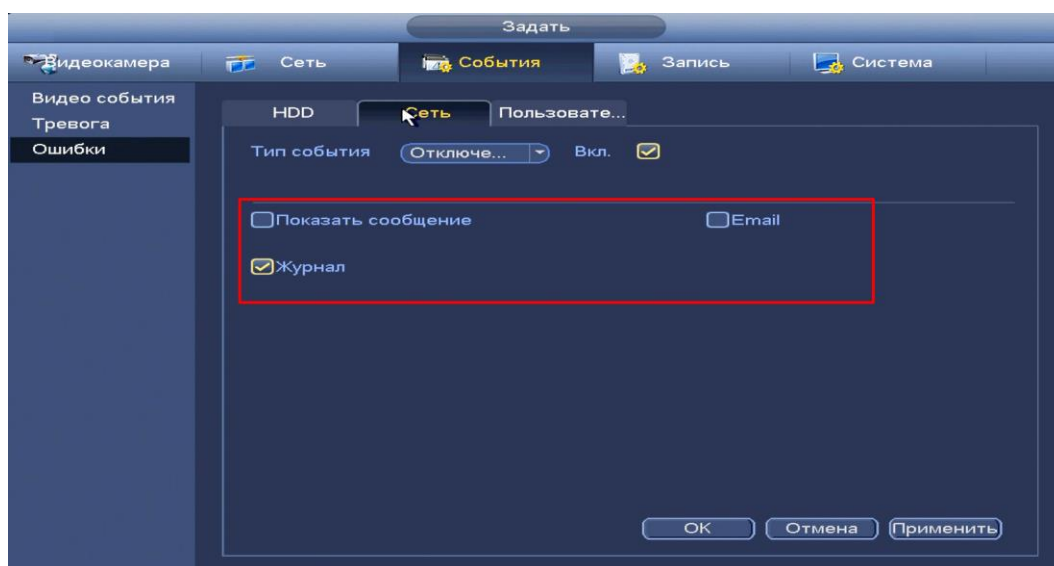 Задать
Видеокамера Сеть События Запись Система
Видео события
Тревога
Ошибки
HDD Сеть Пользовате...
Тип события Отключе... Вкл.
Показать сообщение Email
Журнал
OK Отмена Применить